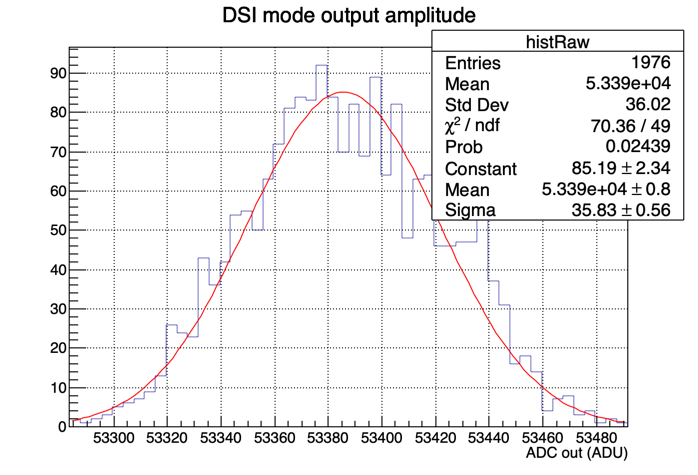 DSI mode output amplitude
histRaw
Entries 1976
Mean 5.339e+04
Std Dev 36.02
χ² / ndf 70.36 / 49
Prob 0.02439
Constant 85.19 ± 2.34
Mean 5.339e+04 ± 0.8
Sigma 35.83 ± 0.56
90
80
70
60
50
40
30
20
10
0
53300 53320 53340 53360 53380 53400 53420 53440 53460 53480
ADC out (ADU)